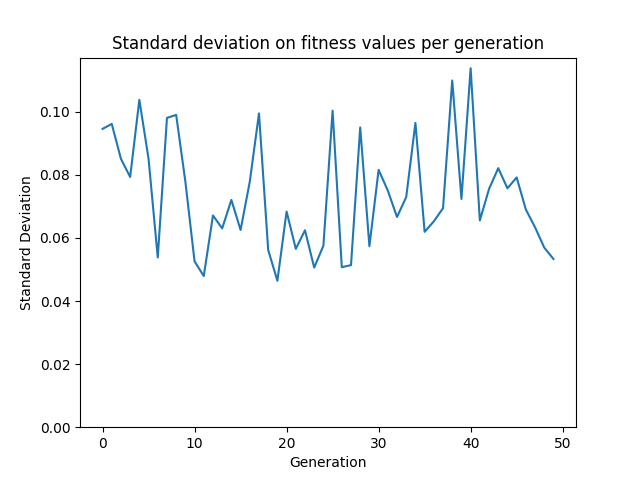 Standard deviation on fitness values per generation
Standard Deviation
0.10
0.08
0.06
0.04
0.02
0.00
0 10 20 30 40 50
Generation